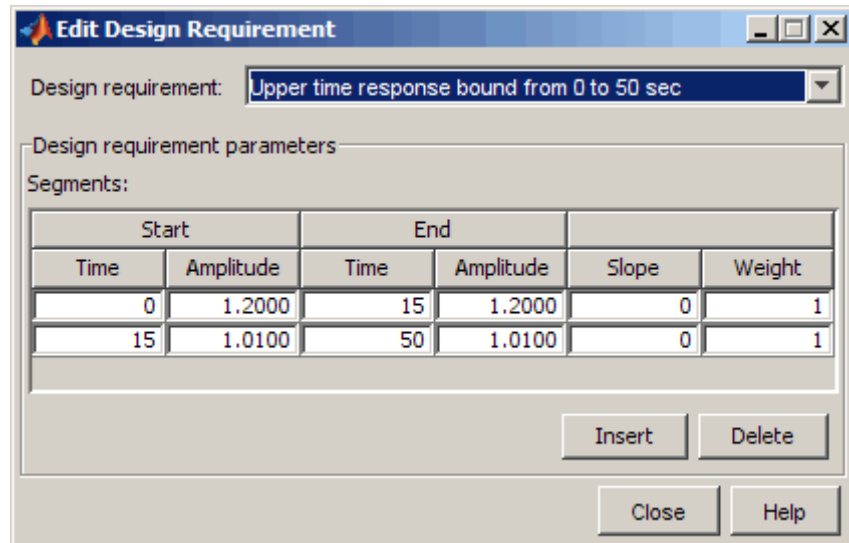 Edit Design Requirement
Design requirement: Upper time response bound from 0 to 50 sec
Design requirement parameters
Segments:
Start End
Time Amplitude Time Amplitude Slope Weight
0 1.2000 15 1.2000 0 1
15 1.0100 50 1.0100 0 1
Insert Delete
Close Help